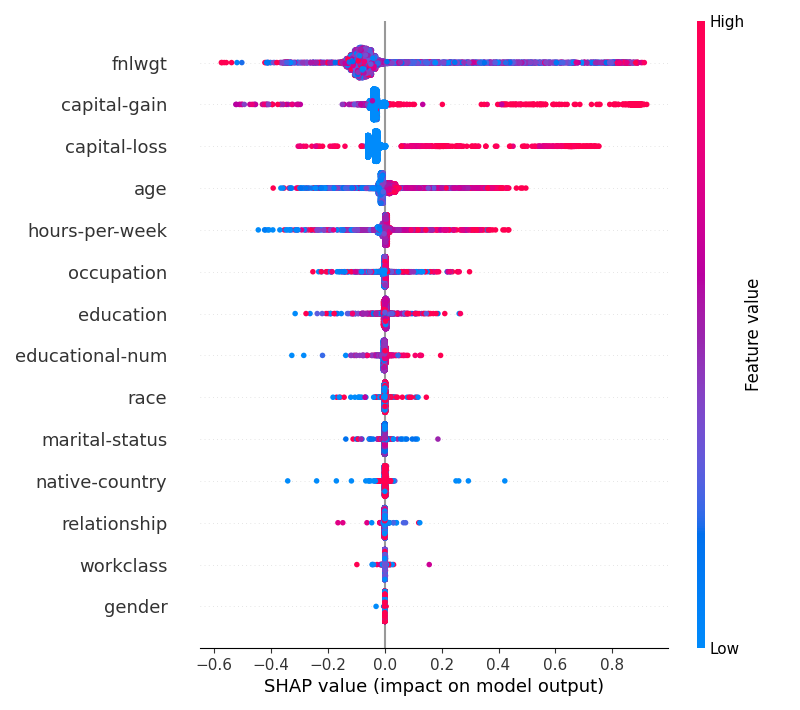 High
fnlwgt
capital-gain
capital-loss
age
hours-per-week
occupation
education
educational-num
race
marital-status
native-country
relationship
workclass
gender
Feature value
Low
−0.6 −0.4 −0.2 0.0 0.2 0.4 0.6 0.8
SHAP value (impact on model output)